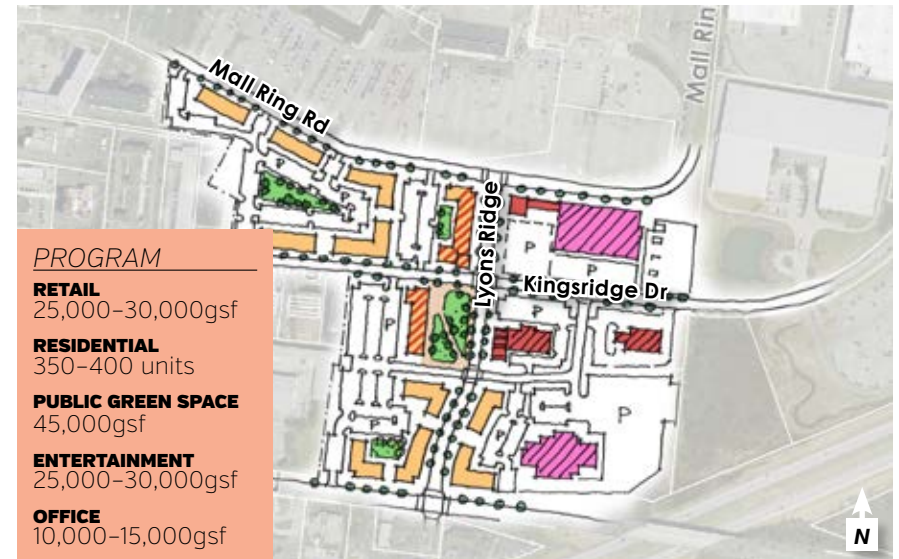 Mall Ring Rd
Mall Rin
Lyons Ridge
Kingsridge Dr
P
P
P
P
P
P
P
P
P
PROGRAM
RETAIL
25,000–30,000gsf
RESIDENTIAL
350–400 units
PUBLIC GREEN SPACE
45,000gsf
ENTERTAINMENT
25,000–30,000gsf
OFFICE
10,000–15,000gsf
N